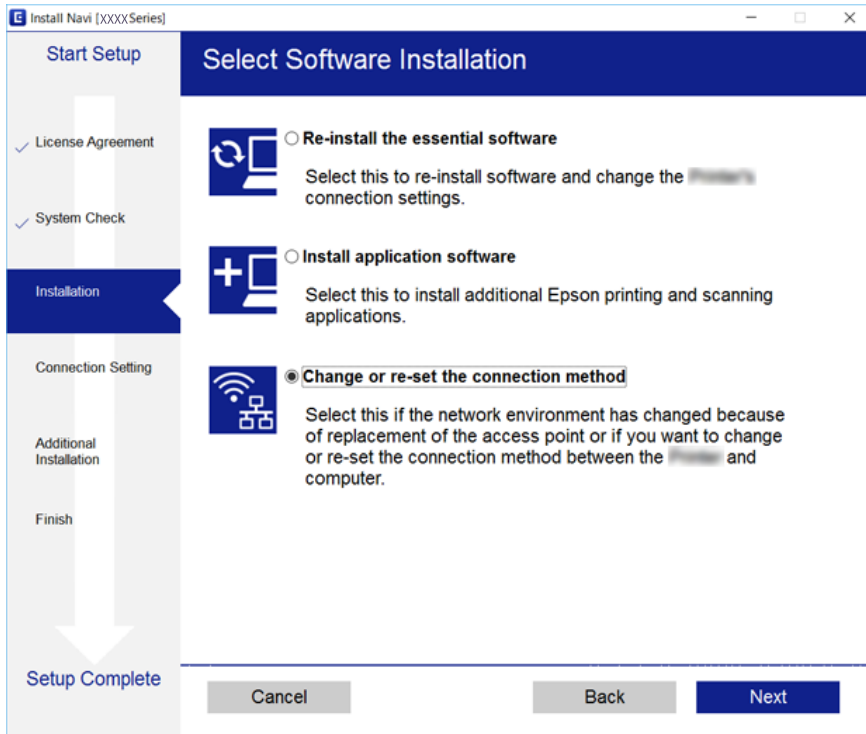 E Install Navi [XXXXSeries]
Start Setup
License Agreement
System Check
Installation
Connection Setting
Additional
Installation
Finish
Setup Complete
Select Software Installation
Re-install the essential software
Select this to re-install software and change the
connection settings.
Install application software
Select this to install additional Epson printing and scanning
applications.
Change or re-set the connection method
Select this if the network environment has changed because
of replacement of the access point or if you want to change
or re-set the connection method between the and
computer.
Cancel
Back
Next